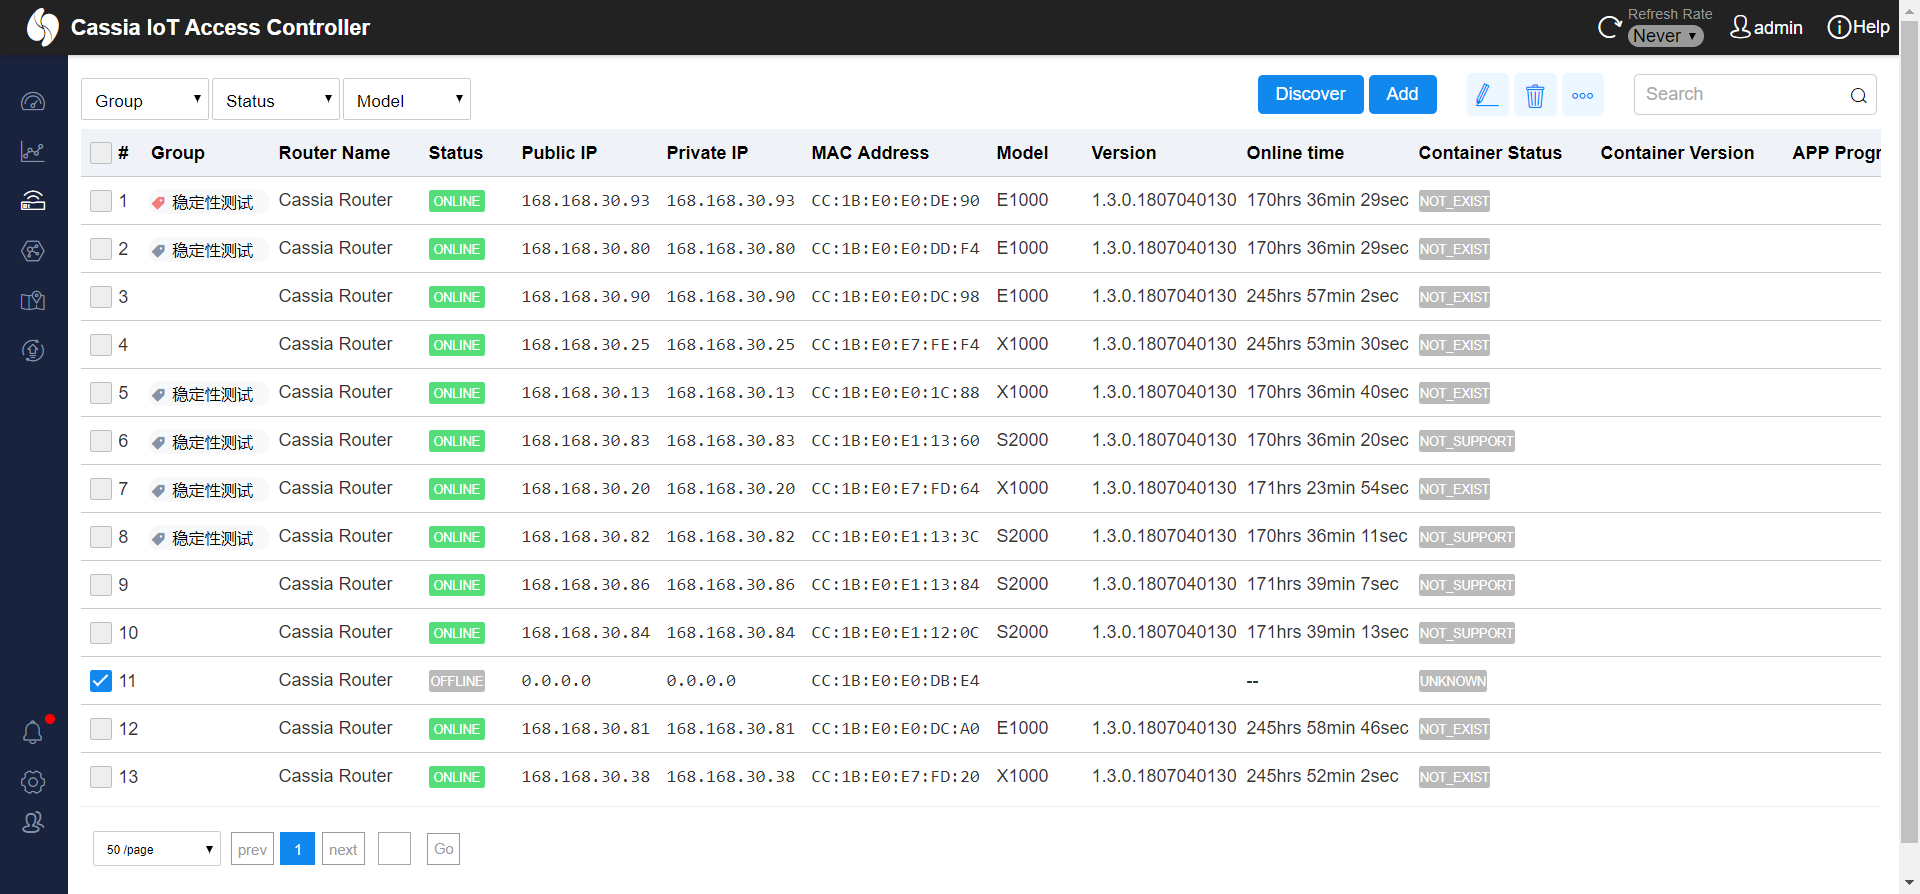 Cassia IoT Access Controller
Refresh Rate
Never
admin
Help
Group Status Model Discover Add Search
# Group Router Name Status Public IP Private IP MAC Address Model Version Online time Container Status Container Version APP Progr
1 稳定性测试 Cassia Router ONLINE 168.168.30.93 168.168.30.93 CC:1B:E0:E0:DE:90 E1000 1.3.0.1807040130 170hrs 36min 29sec NOT_EXIST
2 稳定性测试 Cassia Router ONLINE 168.168.30.80 168.168.30.80 CC:1B:E0:E0:DD:F4 E1000 1.3.0.1807040130 170hrs 36min 29sec NOT_EXIST
3 Cassia Router ONLINE 168.168.30.90 168.168.30.90 CC:1B:E0:E0:DC:98 E1000 1.3.0.1807040130 245hrs 57min 2sec NOT_EXIST
4 Cassia Router ONLINE 168.168.30.25 168.168.30.25 CC:1B:E0:E7:FE:F4 X1000 1.3.0.1807040130 245hrs 53min 30sec NOT_EXIST
5 稳定性测试 Cassia Router ONLINE 168.168.30.13 168.168.30.13 CC:1B:E0:E0:1C:88 X1000 1.3.0.1807040130 170hrs 36min 40sec NOT_EXIST
6 稳定性测试 Cassia Router ONLINE 168.168.30.83 168.168.30.83 CC:1B:E0:E1:13:60 S2000 1.3.0.1807040130 170hrs 36min 20sec NOT_SUPPORT
7 稳定性测试 Cassia Router ONLINE 168.168.30.20 168.168.30.20 CC:1B:E0:E7:FD:64 X1000 1.3.0.1807040130 171hrs 23min 54sec NOT_EXIST
8 稳定性测试 Cassia Router ONLINE 168.168.30.82 168.168.30.82 CC:1B:E0:E1:13:3C S2000 1.3.0.1807040130 170hrs 36min 11sec NOT_SUPPORT
9 Cassia Router ONLINE 168.168.30.86 168.168.30.86 CC:1B:E0:E1:13:84 S2000 1.3.0.1807040130 171hrs 39min 7sec NOT_SUPPORT
10 Cassia Router ONLINE 168.168.30.84 168.168.30.84 CC:1B:E0:E1:12:0C S2000 1.3.0.1807040130 171hrs 39min 13sec NOT_SUPPORT
11 Cassia Router OFFLINE 0.0.0.0 0.0.0.0 CC:1B:E0:E0:DB:E4 -- UNKNOWN
12 Cassia Router ONLINE 168.168.30.81 168.168.30.81 CC:1B:E0:E0:DC:A0 E1000 1.3.0.1807040130 245hrs 58min 46sec NOT_EXIST
13 Cassia Router ONLINE 168.168.30.38 168.168.30.38 CC:1B:E0:E7:FD:20 X1000 1.3.0.1807040130 245hrs 52min 2sec NOT_EXIST
50 /page prev 1 next Go